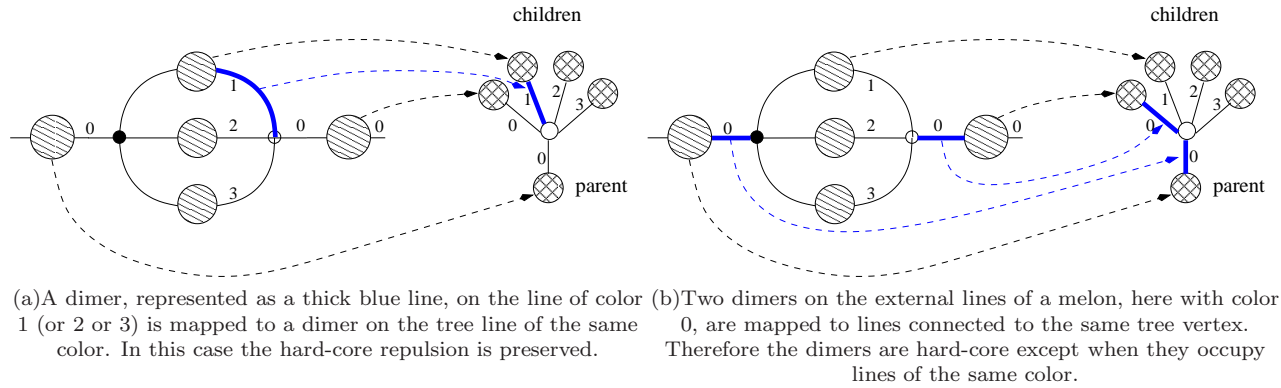 children
children
1
1
2
3
0
0
2
0
0
0
parent
3
1
1
2
3
0
0
2
0
0
0
parent
3
(a)A dimer, represented as a thick blue line, on the line of color
1 (or 2 or 3) is mapped to a dimer on the tree line of the same
color. In this case the hard-core repulsion is preserved.
(b)Two dimers on the external lines of a melon, here with color
0, are mapped to lines connected to the same tree vertex.
Therefore the dimers are hard-core except when they occupy
lines of the same color.